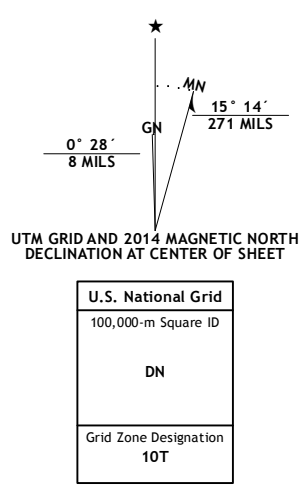 ★
MN
GN
15° 14´
271 MILS
0° 28´
8 MILS
UTM GRID AND 2014 MAGNETIC NORTH
DECLINATION AT CENTER OF SHEET
U.S. National Grid
100,000-m Square ID
DN
Grid Zone Designation
10T